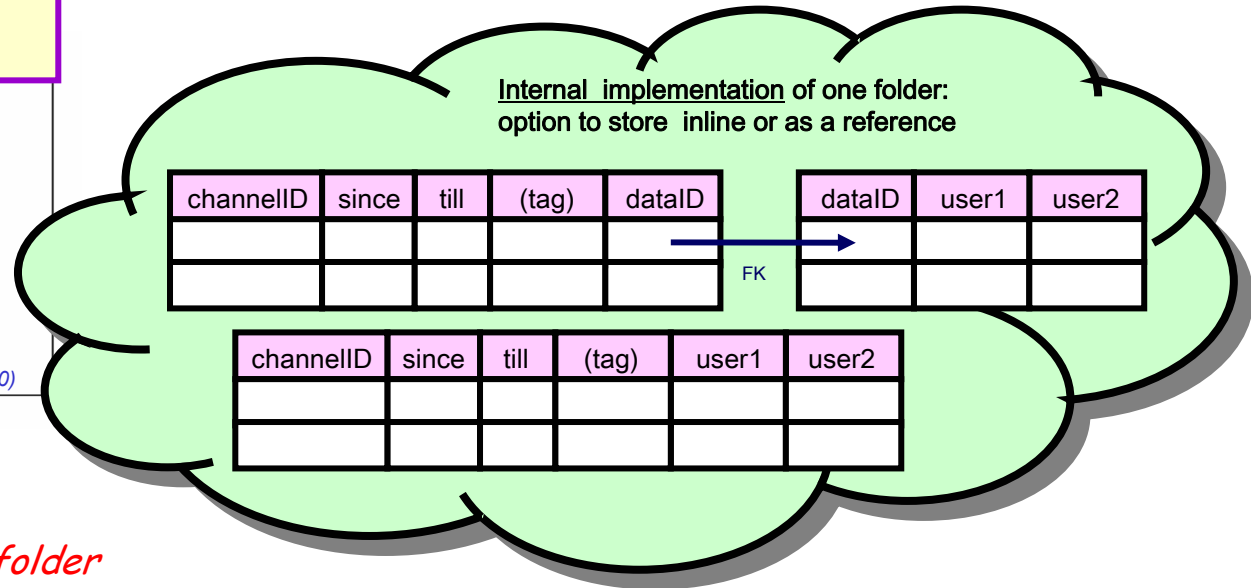 Internal implementation of one folder:
option to store inline or as a reference
channelID since till (tag) dataID
dataID user1 user2
FK
channelID since till (tag) user1 user2
0)
folder